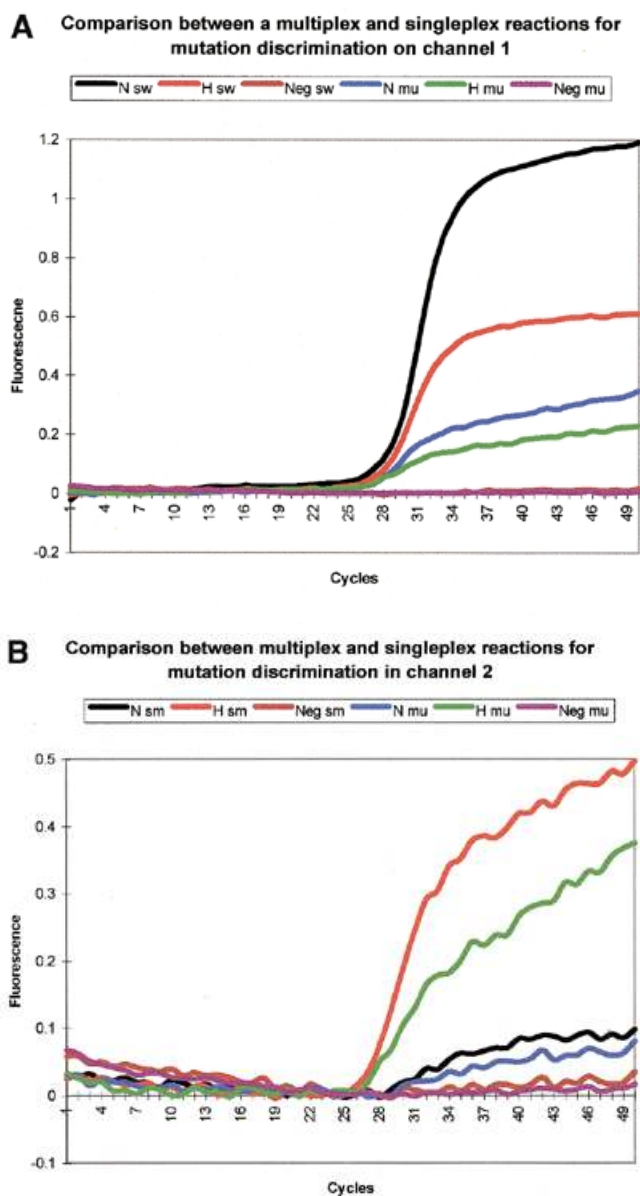 A Comparison between a multiplex and singleplex reactions for
mutation discrimination on channel 1
N sw H sw Neg sw N mu H mu Neg mu
1.2
1
0.8
0.6
0.4
0.2
0
-0.2
Fluorescecne
1 4 7 10 13 16 19 22 25 28 31 34 37 40 43 46 49
Cycles
B Comparison between multiplex and singleplex reactions for
mutation discrimination in channel 2
N sm H sm Neg sm N mu H mu Neg mu
0.5
0.4
0.3
0.2
0.1
0
-0.1
Fluorescence
1 4 7 10 13 16 19 22 25 28 31 34 37 40 43 46 49
Cycles